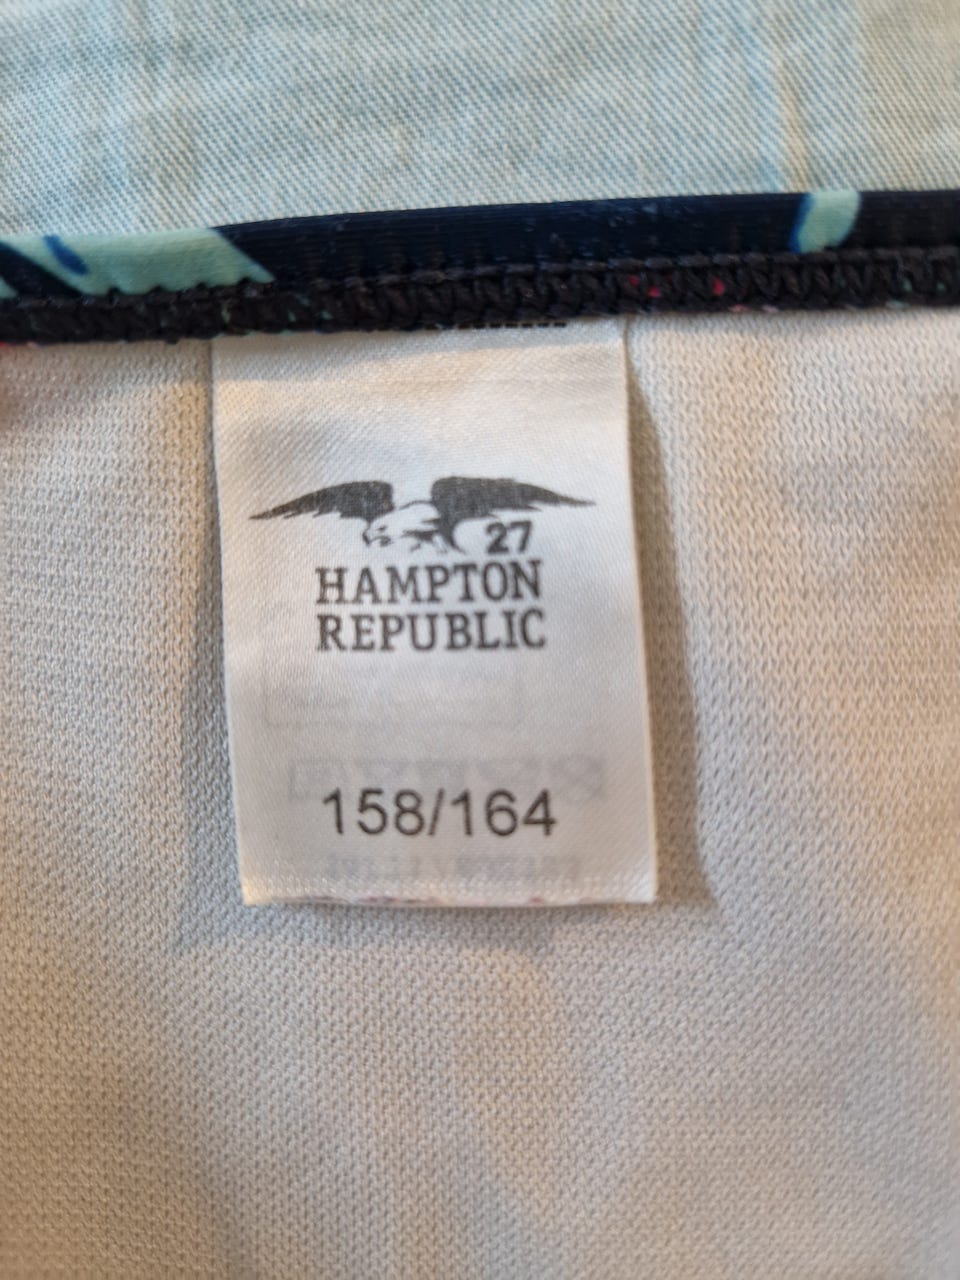 27
HAMPTON
REPUBLIC
158/164